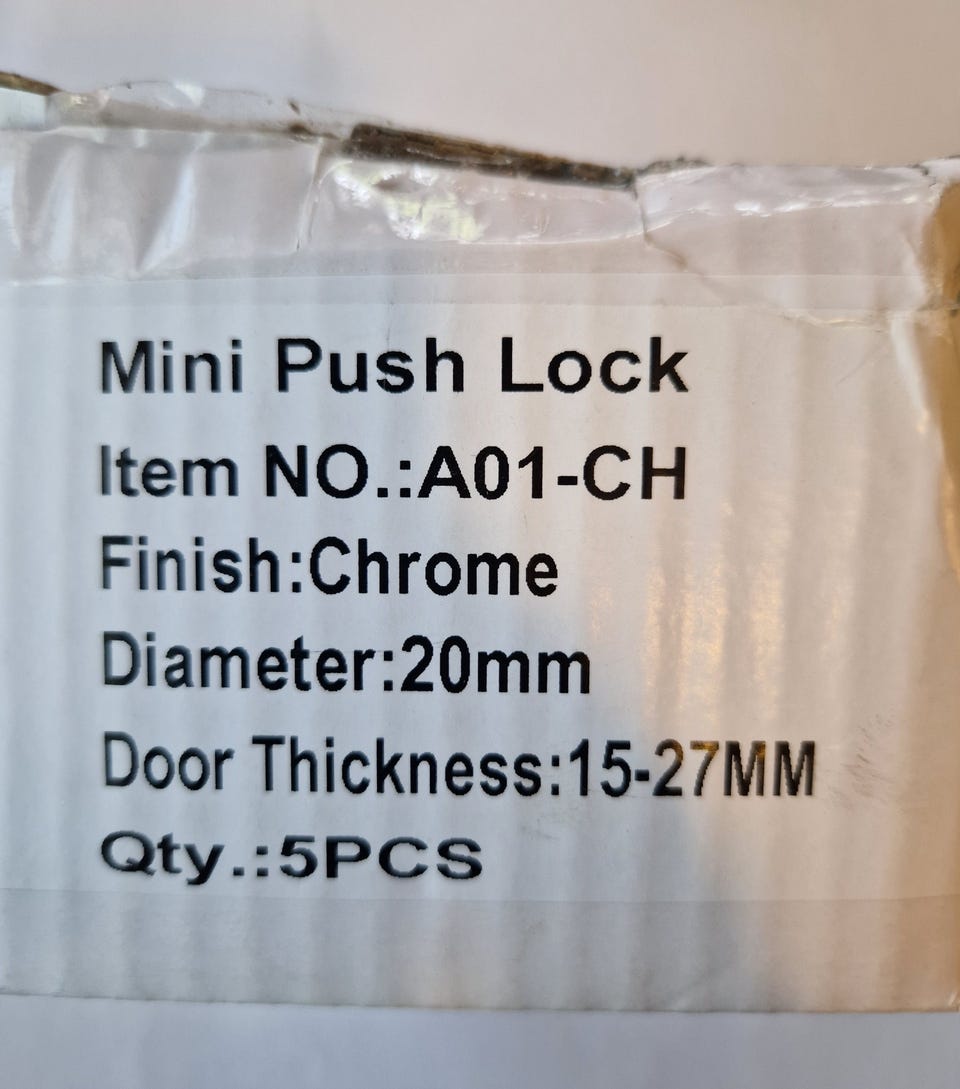 Mini Push Lock
Item NO.:A01-CH
Finish:Chrome
Diameter:20mm
Door Thickness:15-27MM
Qty.:5PCS